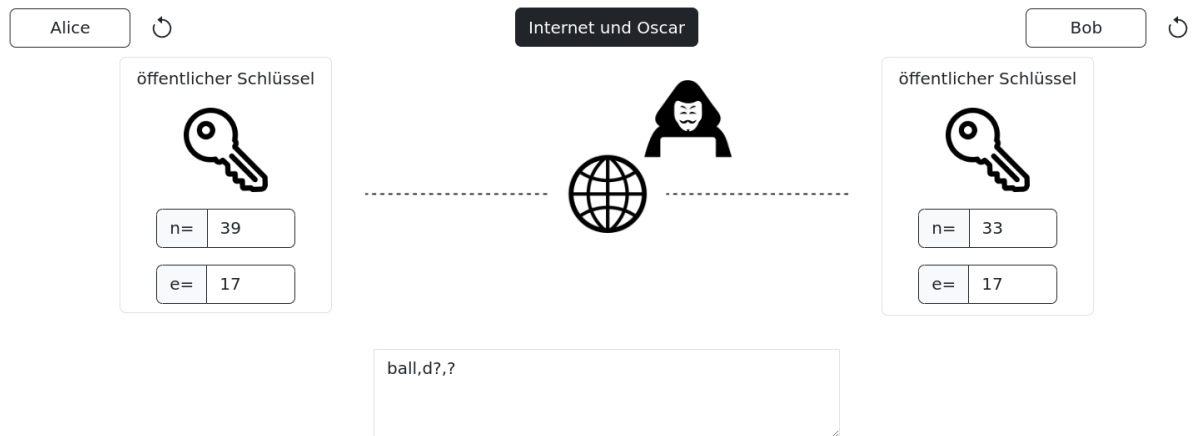 Alice
Internet und Oscar
Bob
öffentlicher Schlüssel
öffentlicher Schlüssel
n= 39
n= 33
e= 17
e= 17
ball,d?,?